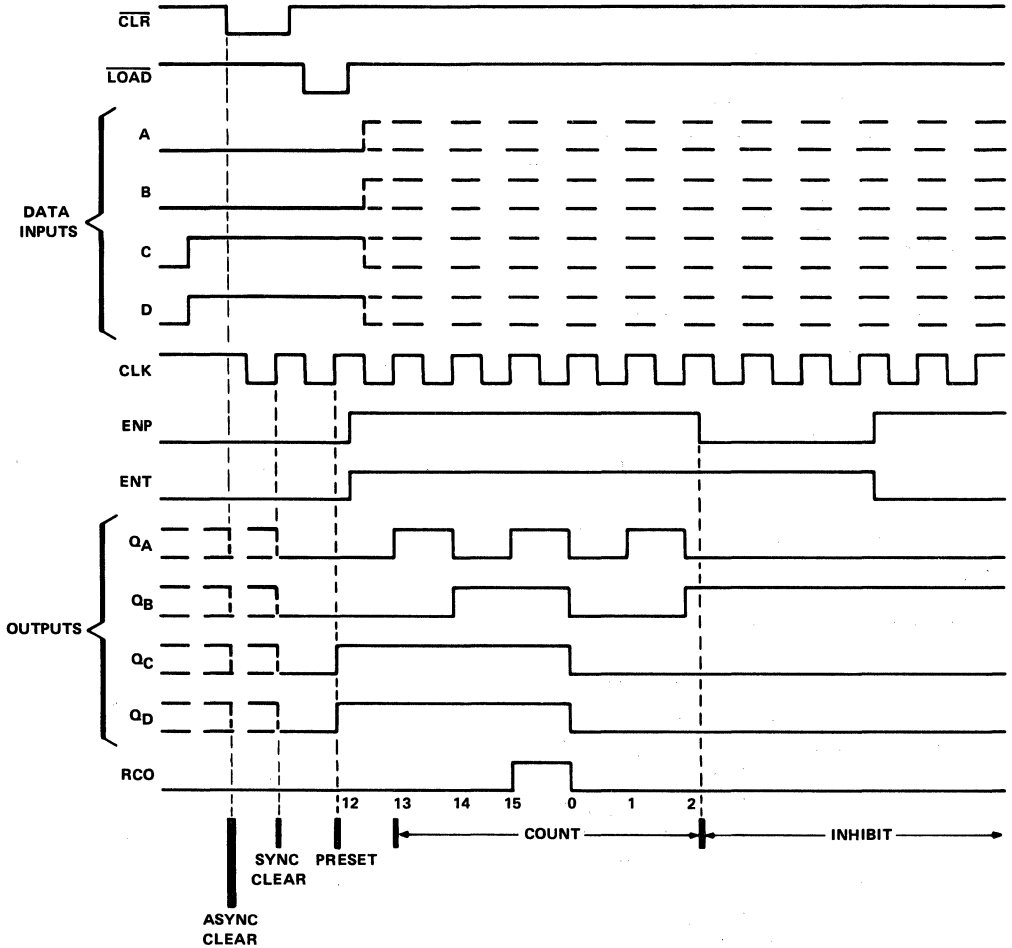 CLR
LOAD
A
B
DATA
INPUTS
C
D
CLK
ENP
ENT
QA
QB
OUTPUTS
QC
QD
RCO
12 13 14 15 0 1 2
COUNT INHIBIT
SYNC
CLEAR
PRESET
ASYNC
CLEAR